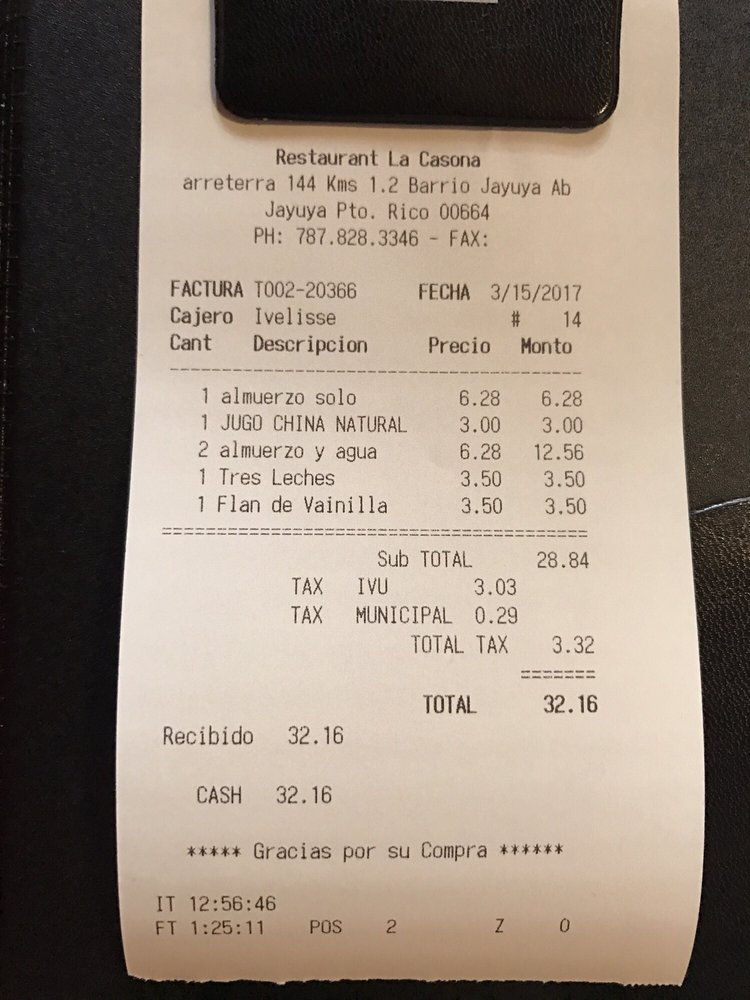 Restaurant La Casona
arreterra 144 Kms 1.2 Barrio Jayuya Ab
Jayuya Pto. Rico 00664
PH: 787.828.3346 - FAX:
FACTURA T002-20366 FECHA 3/15/2017
Cajero Ivelisse # 14
Cant Descripcion Precio Monto
----------------------------------------
1 almuerzo solo 6.28 6.28
1 JUGO CHINA NATURAL 3.00 3.00
2 almuerzo y agua 6.28 12.56
1 Tres Leches 3.50 3.50
1 Flan de Vainilla 3.50 3.50
========================================
Sub TOTAL 28.84
TAX IVU 3.03
TAX MUNICIPAL 0.29
TOTAL TAX 3.32
=======
TOTAL 32.16
Recibido 32.16
CASH 32.16
***** Gracias por su Compra ******
IT 12:56:46
FT 1:25:11 POS 2 Z 0